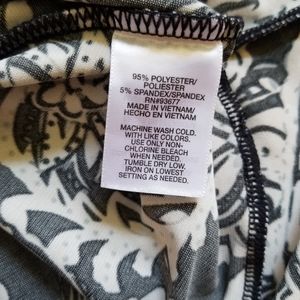 95% POLYESTER/
POLIESTER
5% SPANDEX/SPANDEX
RN#93677
MADE IN VIETNAM/
HECHO EN VIETNAM
MACHINE WASH COLD.
WITH LIKE COLORS.
USE ONLY NON-
CHLORINE BLEACH
WHEN NEEDED.
TUMBLE DRY LOW.
IRON ON LOWEST
SETTING AS NEEDED.